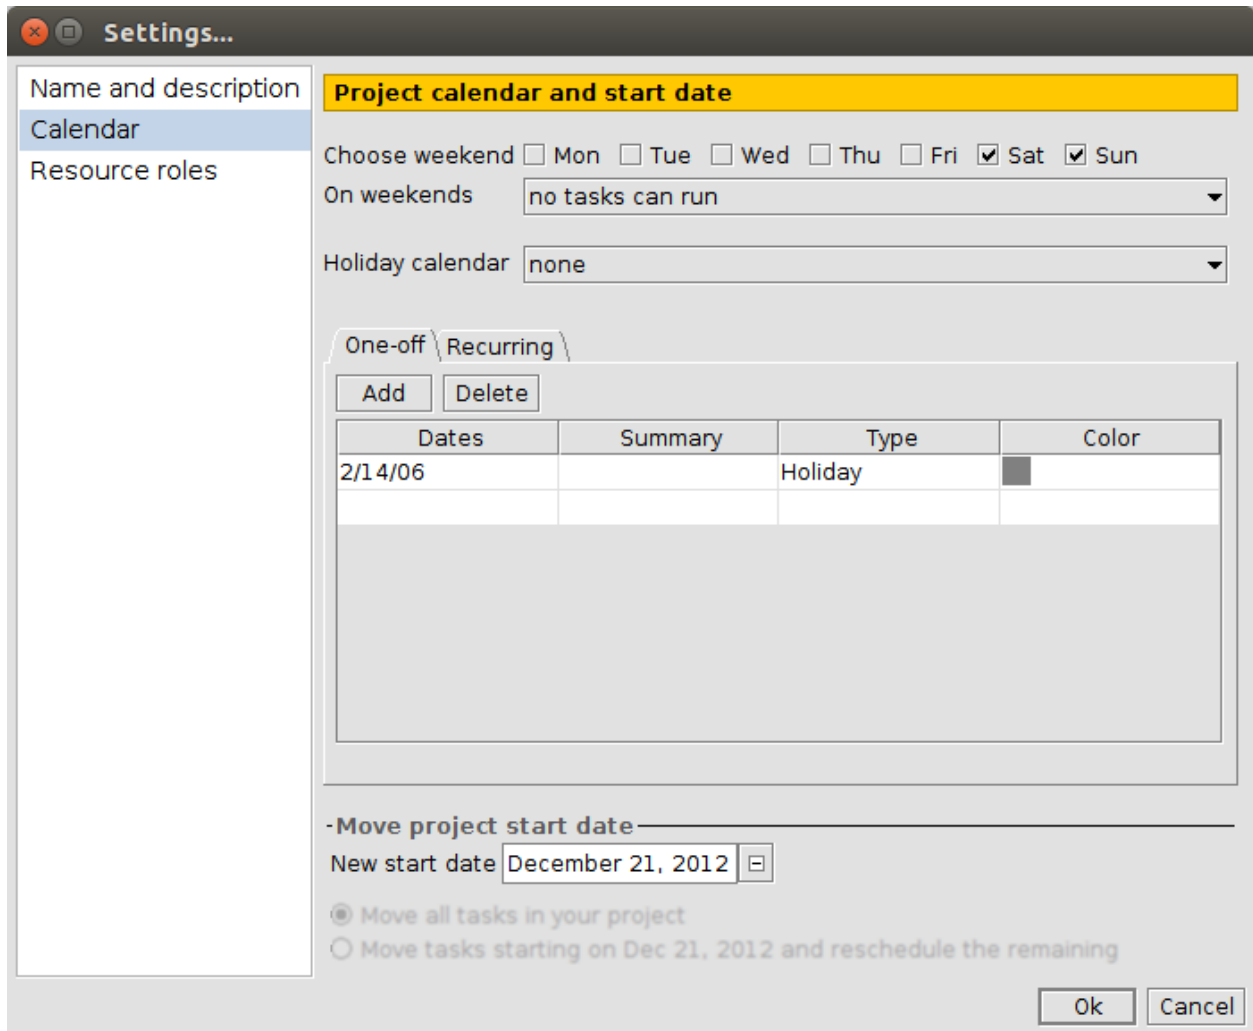 Settings...
Name and description
Calendar
Resource roles
Project calendar and start date
Choose weekend Mon Tue Wed Thu Fri Sat Sun
On weekends no tasks can run
Holiday calendar none
One-off Recurring
Add Delete
Dates Summary Type Color
2/14/06 Holiday
Move project start date
New start date December 21, 2012
Move all tasks in your project
Move tasks starting on Dec 21, 2012 and reschedule the remaining
Ok Cancel